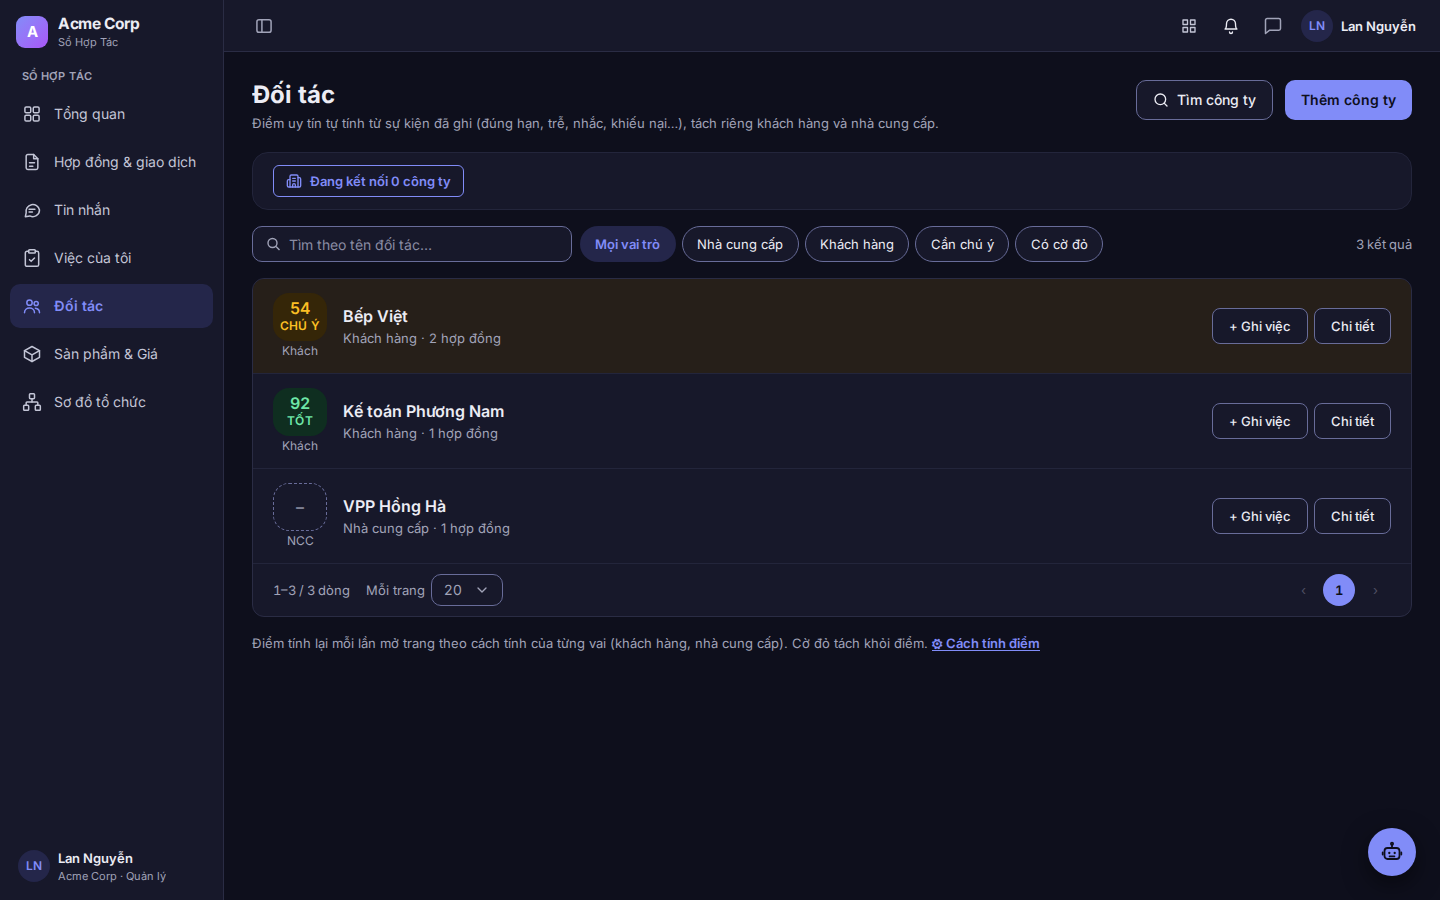 A
Acme Corp
Sổ Hợp Tác
SỔ HỢP TÁC
Tổng quan
Hợp đồng & giao dịch
Tin nhắn
Việc của tôi
Đối tác
Sản phẩm & Giá
Sơ đồ tổ chức
LN
Lan Nguyễn
Acme Corp · Quản lý
LN Lan Nguyễn
Đối tác
Điểm uy tín tự tính từ sự kiện đã ghi (đúng hạn, trễ, nhắc, khiếu nại...), tách riêng khách hàng và nhà cung cấp.
Tìm công ty
Thêm công ty
Đang kết nối 0 công ty
Tìm theo tên đối tác...
Mọi vai trò
Nhà cung cấp
Khách hàng
Cần chú ý
Có cờ đỏ
3 kết quả
54
CHÚ Ý
Khách
Bếp Việt
Khách hàng · 2 hợp đồng
+ Ghi việc
Chi tiết
92
TỐT
Khách
Kế toán Phương Nam
Khách hàng · 1 hợp đồng
+ Ghi việc
Chi tiết
–
NCC
VPP Hồng Hà
Nhà cung cấp · 1 hợp đồng
+ Ghi việc
Chi tiết
1–3 / 3 dòng
Mỗi trang
20
‹ 1 ›
Điểm tính lại mỗi lần mở trang theo cách tính của từng vai (khách hàng, nhà cung cấp). Cờ đỏ tách khỏi điểm. ⚙ Cách tính điểm